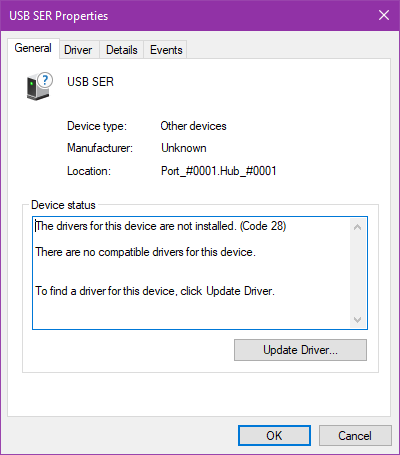 USB SER Properties
General Driver Details Events
USB SER
Device type: Other devices
Manufacturer: Unknown
Location: Port_#0001.Hub_#0001
Device status
The drivers for this device are not installed. (Code 28)
There are no compatible drivers for this device.
To find a driver for this device, click Update Driver.
Update Driver...
OK Cancel